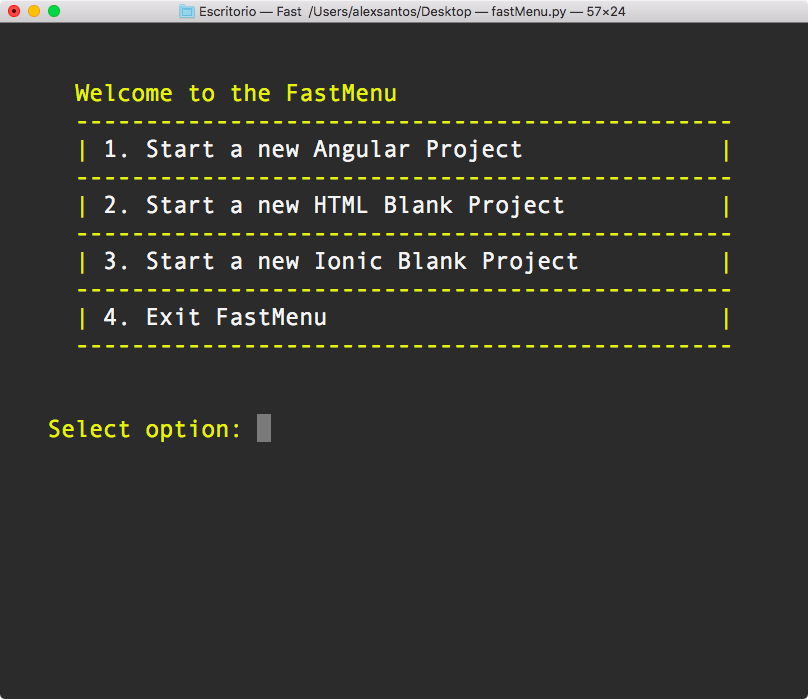 Escritorio — Fast /Users/alexsantos/Desktop — fastMenu.py — 57×24
Welcome to the FastMenu
-----------------------------------------------
| 1. Start a new Angular Project              |
-----------------------------------------------
| 2. Start a new HTML Blank Project           |
-----------------------------------------------
| 3. Start a new Ionic Blank Project          |
-----------------------------------------------
| 4. Exit FastMenu                            |
-----------------------------------------------
Select option: